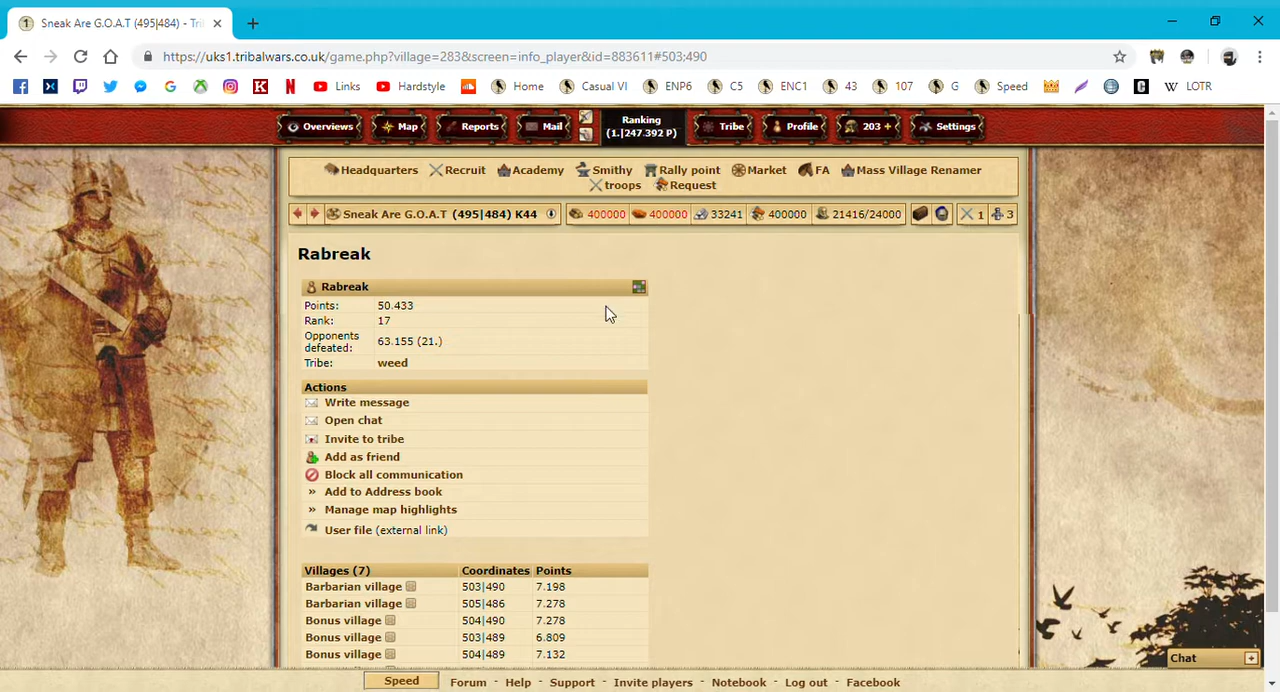 Sneak Are G.O.A.T (495|484) - Tri
https://uks1.tribalwars.co.uk/game.php?village=283&screen=info_player&id=883611#503;490
Links Hardstyle Home Casual VI ENP6 C5 ENC1 43 107 G Speed LOTR
Overviews Map Reports Mail Ranking Tribe Profile 203 + Settings
(1.|247.392 P)
Headquarters Recruit Academy Smithy Rally point Market FA Mass Village Renamer
troops Request
Sneak Are G.O.A.T (495|484) K44 400000 400000 33241 400000 21416/24000 1 3
Rabreak
Rabreak
Points: 50.433
Rank: 17
Opponents
defeated: 63.155 (21.)
Tribe: weed
Actions
Write message
Open chat
Invite to tribe
Add as friend
Block all communication
» Add to Address book
» Manage map highlights
User file (external link)
Villages (7) Coordinates Points
Barbarian village 503|490 7.198
Barbarian village 505|486 7.278
Bonus village 504|490 7.278
Bonus village 503|489 6.809
Bonus village 504|489 7.132
Chat
Speed Forum - Help - Support - Invite players - Notebook - Log out - Facebook